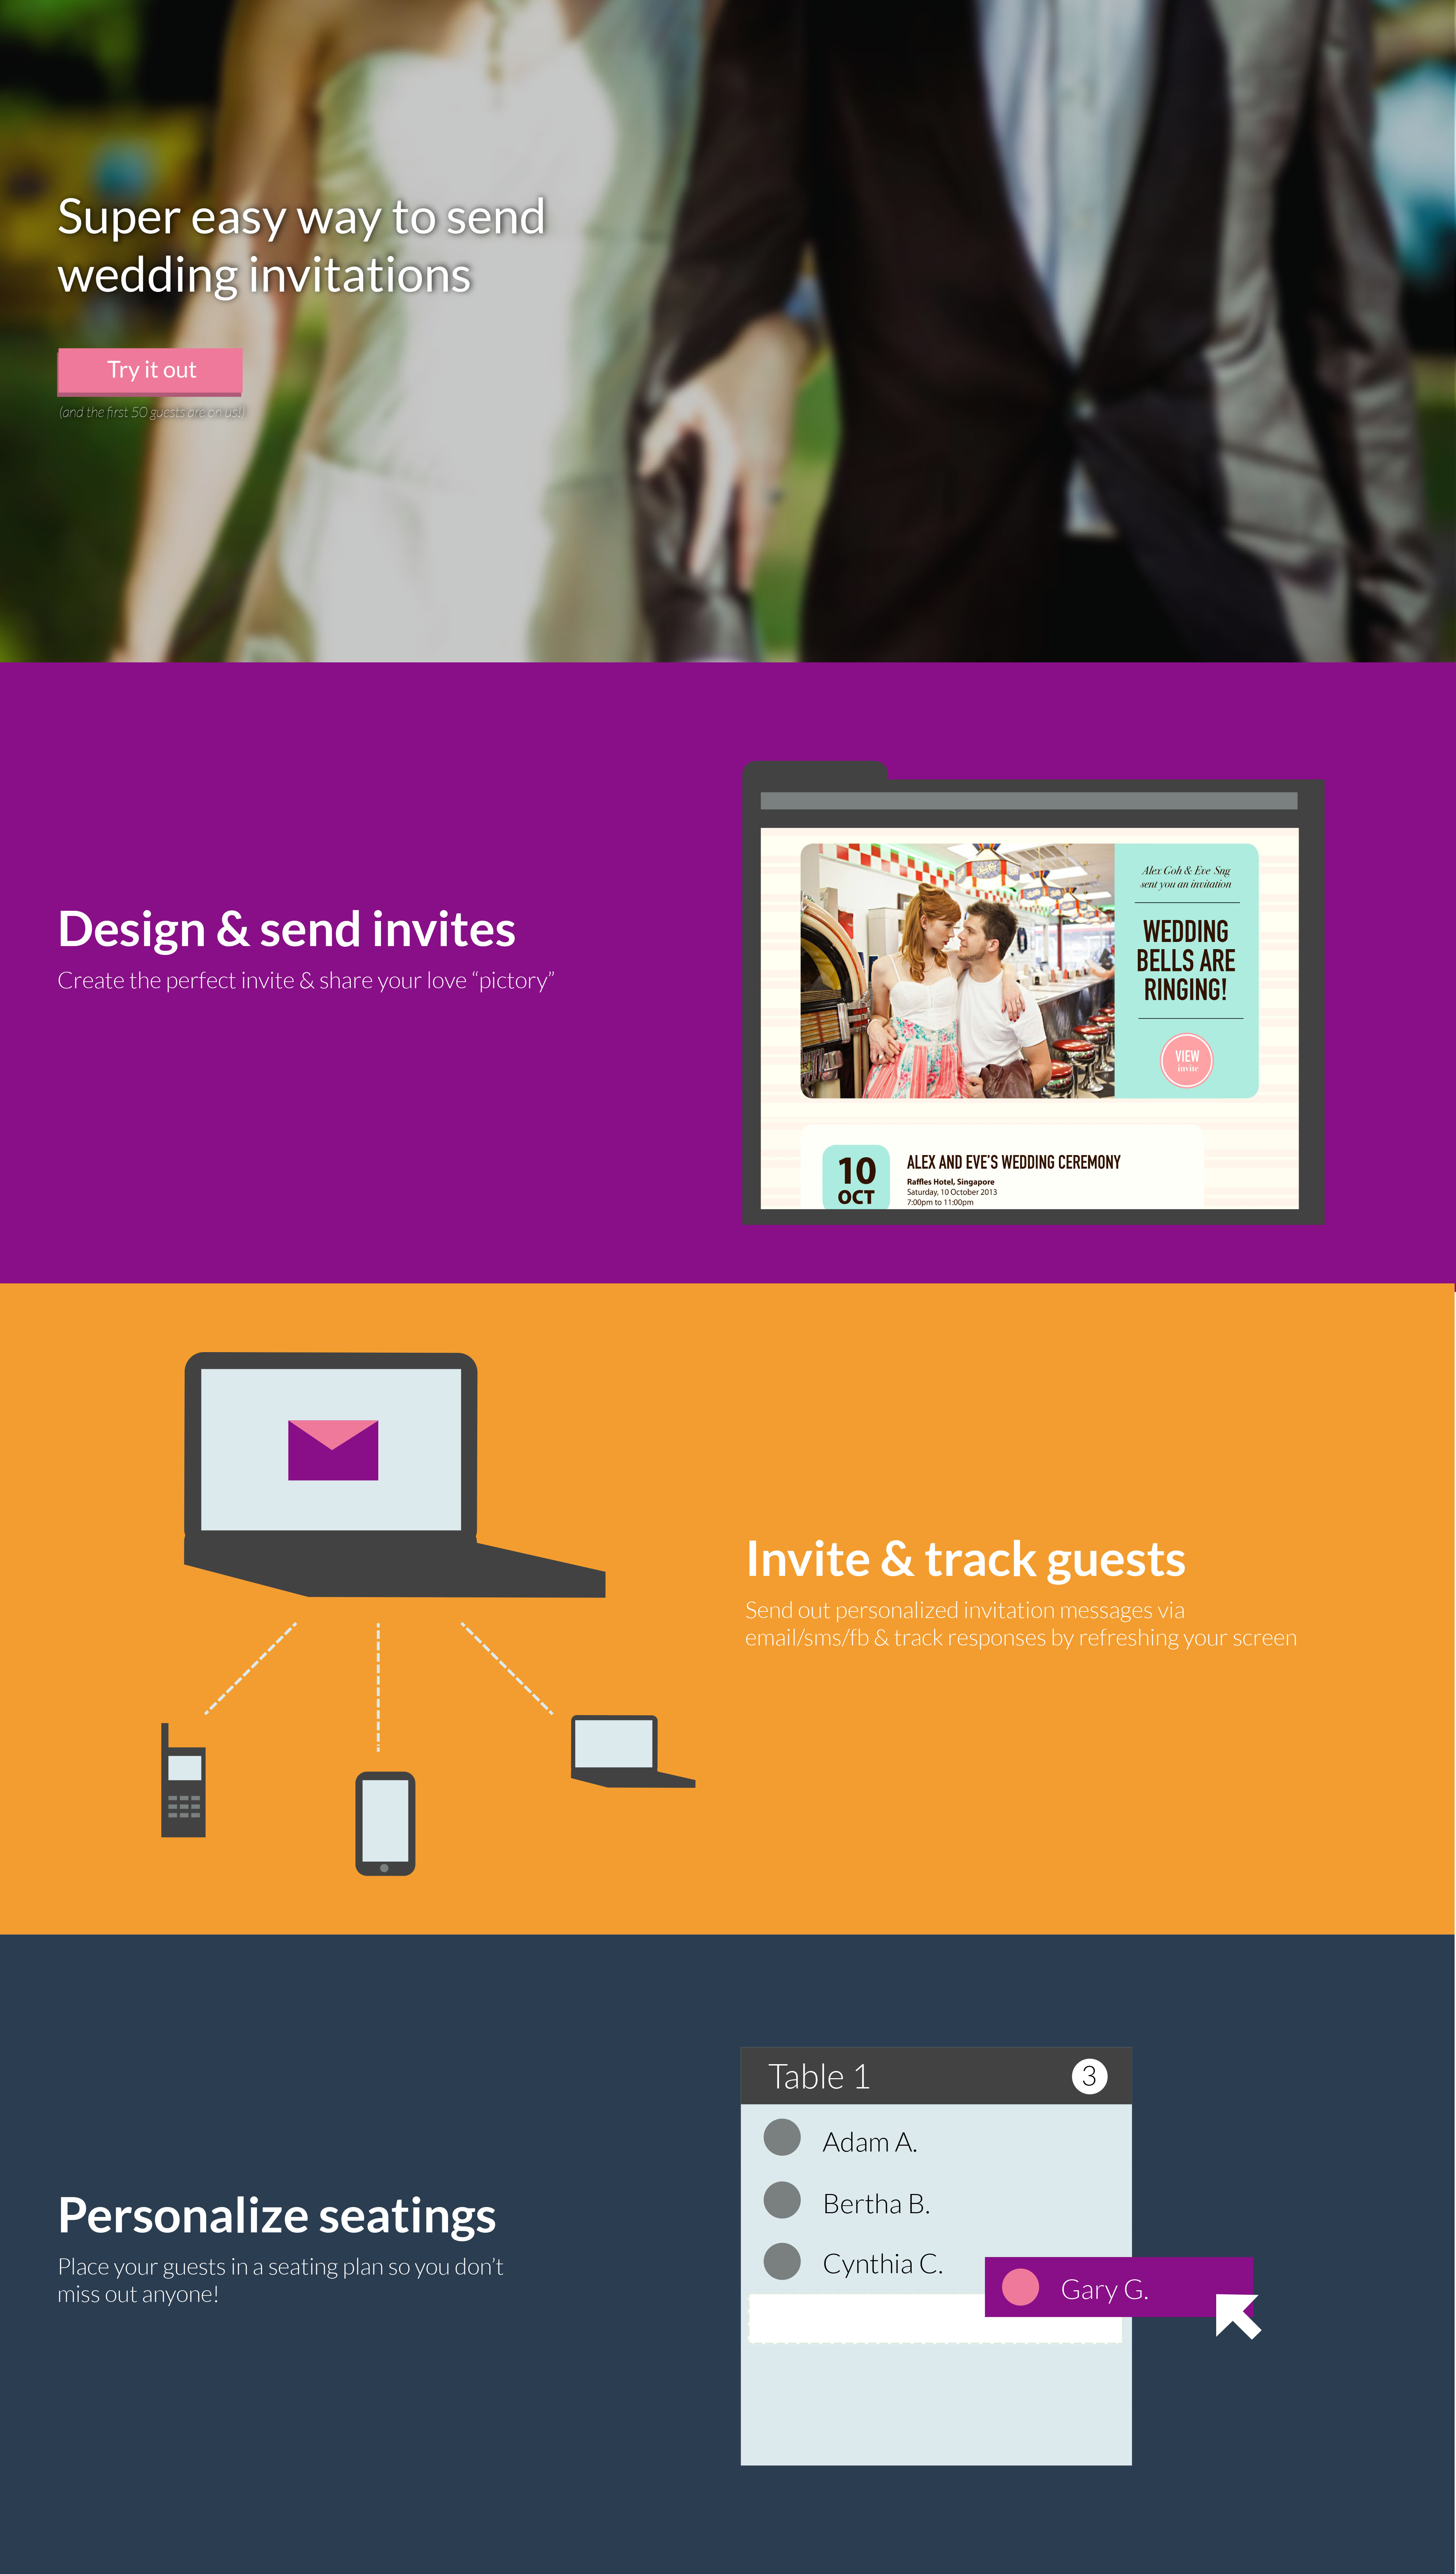 Super easy way to send
wedding invitations
Try it out
(and the first 50 guests are on us!)
Design & send invites
Create the perfect invite & share your love “pictory”
Alex Goh & Eve Sng
sent you an invitation
WEDDING
BELLS ARE
RINGING!
VIEW
invite
10
OCT
ALEX AND EVE'S WEDDING CEREMONY
Raffles Hotel, Singapore
Saturday, 10 October 2013
7:00pm to 11:00pm
Invite & track guests
Send out personalized invitation messages via
email/sms/fb & track responses by refreshing your screen
Table 1
3
Adam A.
Bertha B.
Cynthia C.
Gary G.
Personalize seatings
Place your guests in a seating plan so you don’t
miss out anyone!